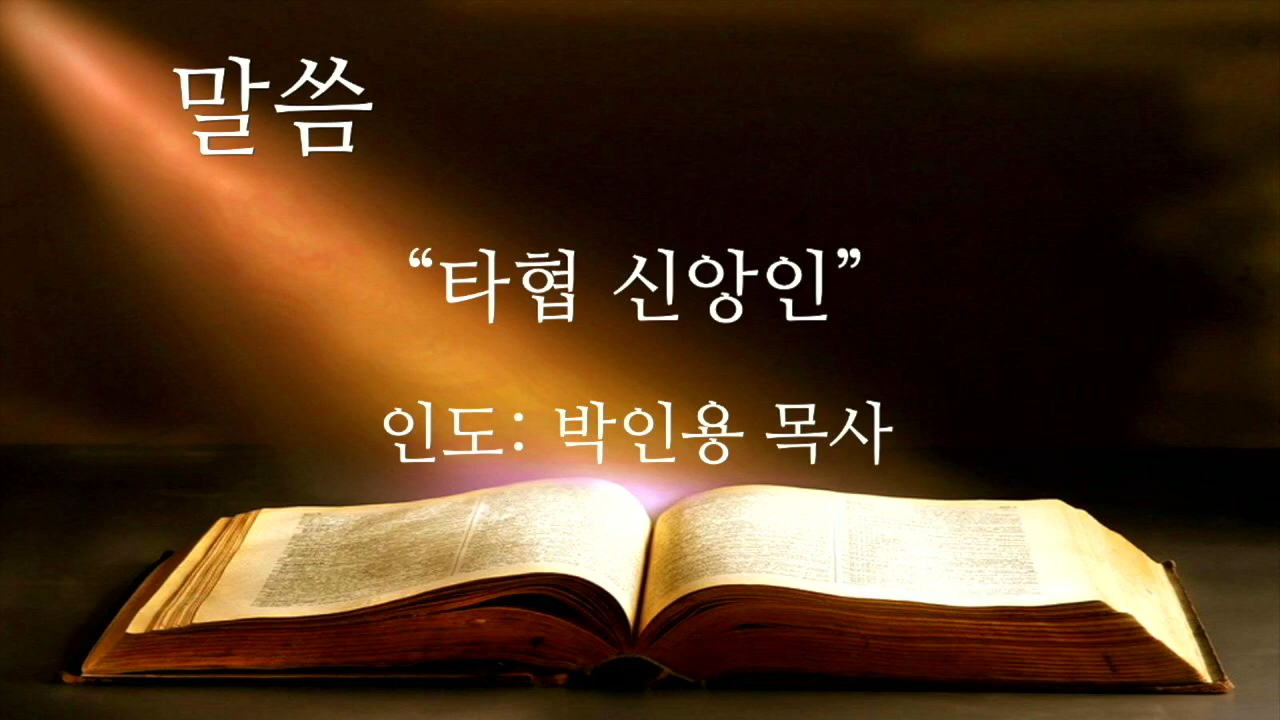 말씀
“타협 신앙인”
인도: 박인용 목사